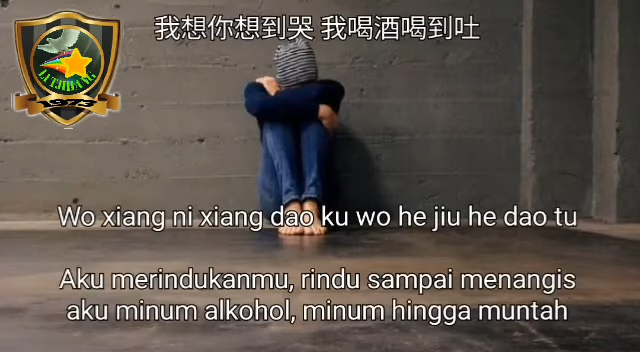 我想你想到哭 我喝酒喝到吐
Wo xiang ni xiang dao ku wo he jiu he dao tu
Aku merindukanmu, rindu sampai menangis
aku minum alkohol, minum hingga muntah